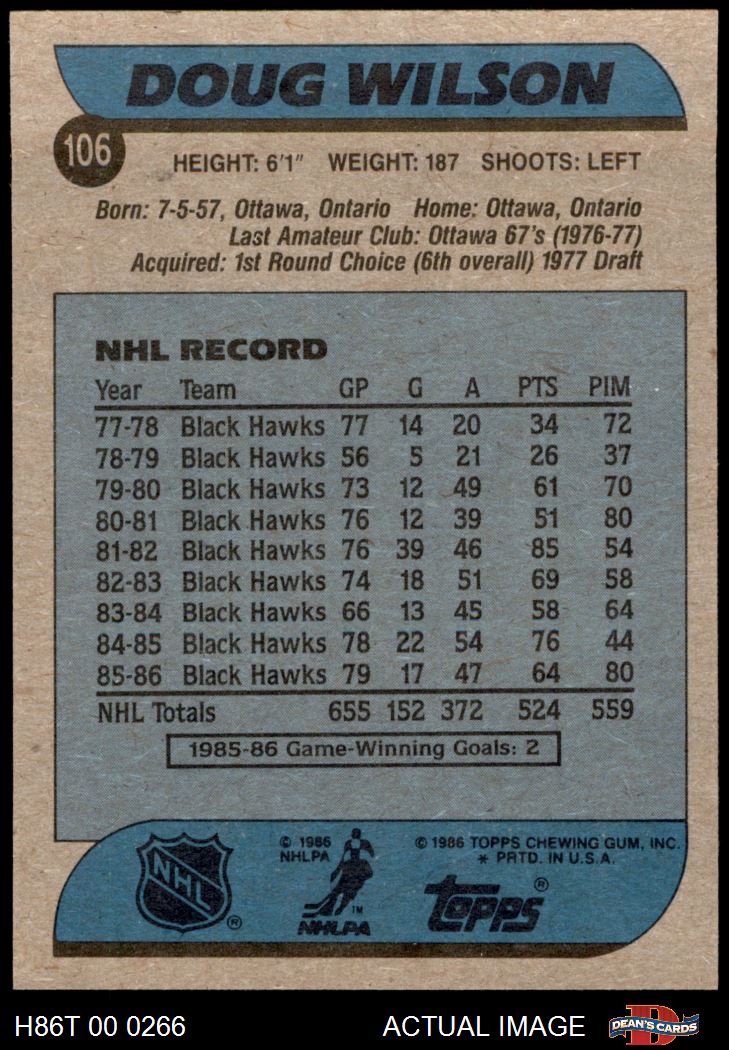 DOUG WILSON
106
HEIGHT: 6'1" WEIGHT: 187 SHOOTS: LEFT
Born: 7-5-57, Ottawa, Ontario Home: Ottawa, Ontario
Last Amateur Club: Ottawa 67's (1976-77)
Acquired: 1st Round Choice (6th overall) 1977 Draft
NHL RECORD
Year Team GP G A PTS PIM
77-78 Black Hawks 77 14 20 34 72
78-79 Black Hawks 56 5 21 26 37
79-80 Black Hawks 73 12 49 61 70
80-81 Black Hawks 76 12 39 51 80
81-82 Black Hawks 76 39 46 85 54
82-83 Black Hawks 74 18 51 69 58
83-84 Black Hawks 66 13 45 58 64
84-85 Black Hawks 78 22 54 76 44
85-86 Black Hawks 79 17 47 64 80
NHL Totals 655 152 372 524 559
1985-86 Game-Winning Goals: 2
NHL ®
© 1986
NHLPA
TM
NHLPA
© 1986 TOPPS CHEWING GUM, INC.
* PRTD. IN U.S.A.
topps ®
H86T 00 0266 ACTUAL IMAGE D DEAN'S CARDS